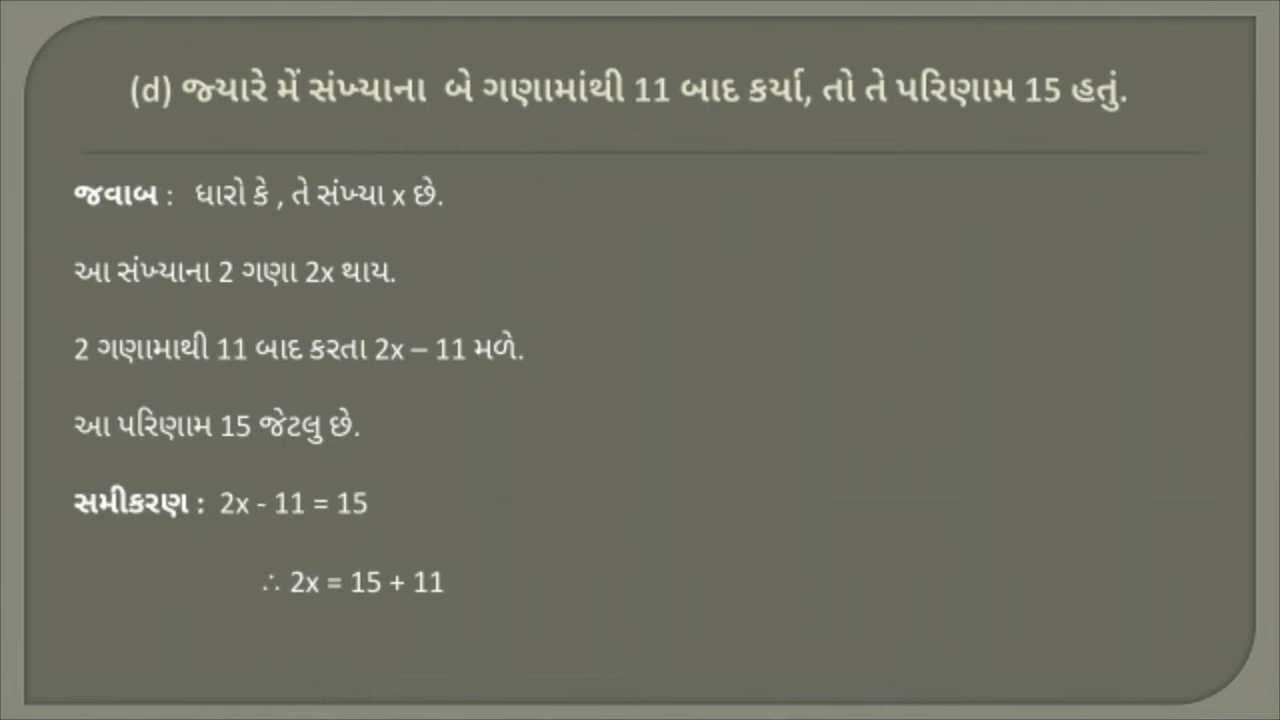 (d) જ્યારે મેં સંખ્યાના બે ગણામાંથી 11 બાદ કર્યા, તો તે પરિણામ 15 હતું.
જવાબ : ધારો કે , તે સંખ્યા x છે.
આ સંખ્યાના 2 ગણા 2x થાય.
2 ગણામાથી 11 બાદ કરતા 2x – 11 મળે.
આ પરિણામ 15 જેટલુ છે.
સમીકરણ : 2x - 11 = 15
∴ 2x = 15 + 11